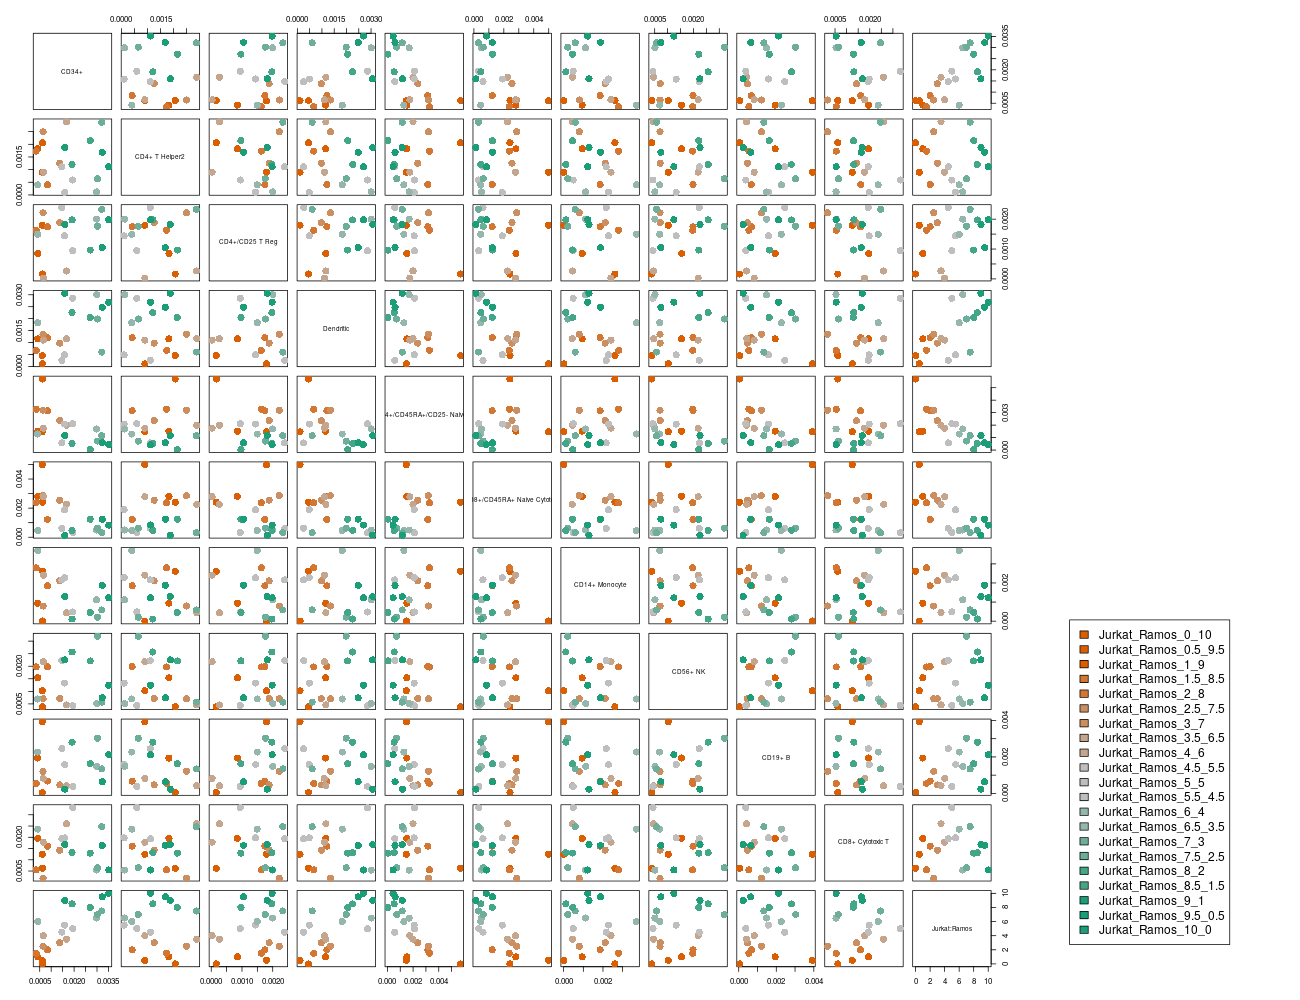 0.0000 0.0015
0.0000 0.0015 0.0030
0.000 0.002 0.004
0.0005 0.0020
0.0005 0.0020
CD34+
0.0005 0.0020 0.0035
CD4+ T Helper2
0.0000 0.0015
CD4+/CD25 T Reg
0.0000 0.0010 0.0020
Dendritic
0.0000 0.0015 0.0030
4+/CD45RA+/CD25- Naiv
0.000 0.003
8+/CD45RA+ Naive Cytot
0.000 0.002 0.004
CD14+ Monocyte
0.000 0.002
CD56+ NK
0.0005 0.0020
CD19+ B
0.000 0.002 0.004
CD8+ Cytotoxic T
0.0005 0.0020
Jurkat:Ramos
0 2 4 6 8 10
0.0005 0.0020 0.0035
0.0000 0.0010 0.0020
0.000 0.002 0.004
0.000 0.002
0.000 0.002 0.004
0 2 4 6 8 10
Jurkat_Ramos_0_10
Jurkat_Ramos_0.5_9.5
Jurkat_Ramos_1_9
Jurkat_Ramos_1.5_8.5
Jurkat_Ramos_2_8
Jurkat_Ramos_2.5_7.5
Jurkat_Ramos_3_7
Jurkat_Ramos_3.5_6.5
Jurkat_Ramos_4_6
Jurkat_Ramos_4.5_5.5
Jurkat_Ramos_5_5
Jurkat_Ramos_5.5_4.5
Jurkat_Ramos_6_4
Jurkat_Ramos_6.5_3.5
Jurkat_Ramos_7_3
Jurkat_Ramos_7.5_2.5
Jurkat_Ramos_8_2
Jurkat_Ramos_8.5_1.5
Jurkat_Ramos_9_1
Jurkat_Ramos_9.5_0.5
Jurkat_Ramos_10_0